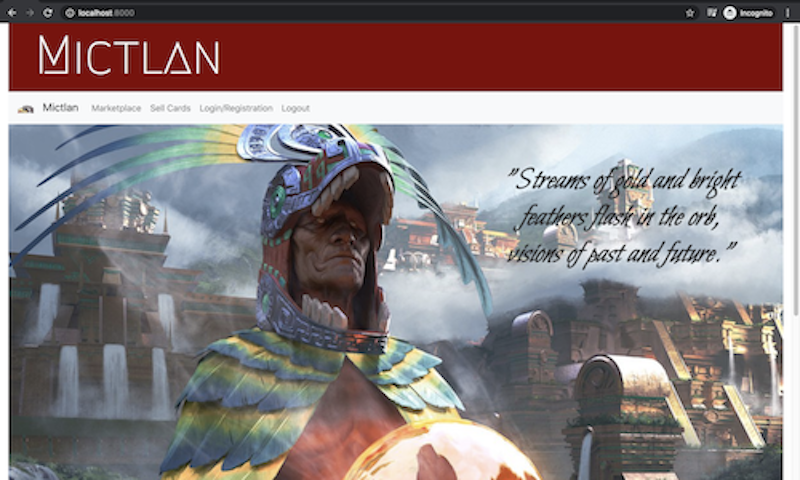 localhost:8000
Incognito
MICTLAN
Mictlan Marketplace Sell Cards Login/Registration Logout
"Streams of gold and bright
feathers flash in the orb,
visions of past and future."